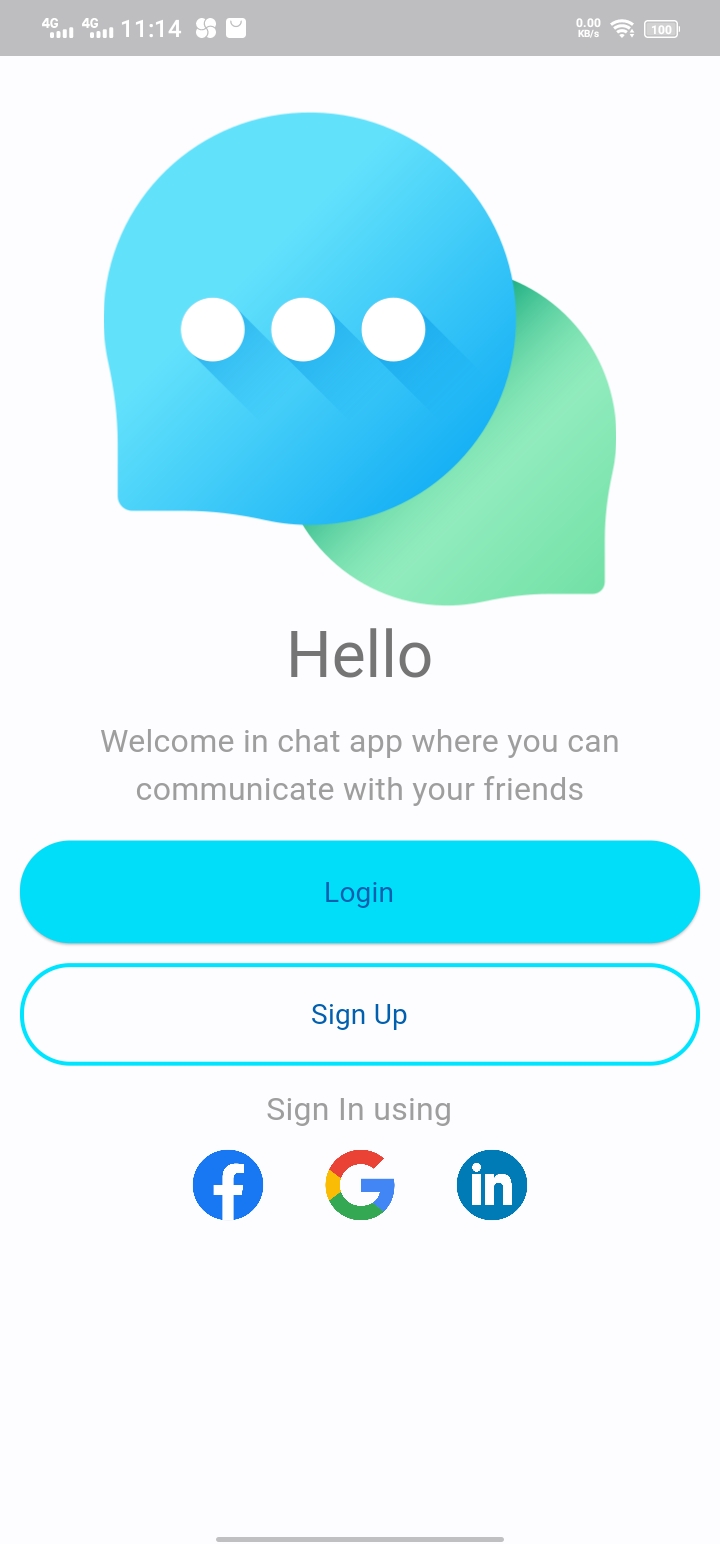 4G 4G 11:14 0.00 KB/s 100
Hello
Welcome in chat app where you can
communicate with your friends
Login
Sign Up
Sign In using
f G in